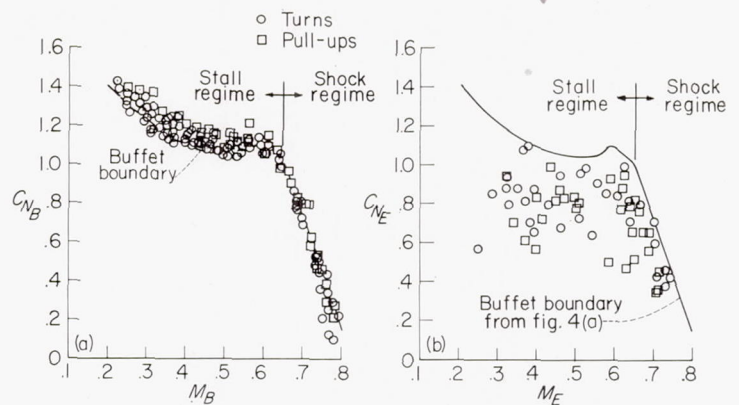 ○ Turns
□ Pull-ups
1.6
1.4
1.2
1.0
.8
.6
.4
.2
0
C_N_B
Stall regime
Shock regime
Buffet boundary
(a)
.1 .2 .3 .4 .5 .6 .7 .8
M_B
1.6
1.4
1.2
1.0
.8
.6
.4
.2
0
C_N_E
Stall regime
Shock regime
Buffet boundary
from fig. 4(a)
(b)
.1 .2 .3 .4 .5 .6 .7 .8
M_E